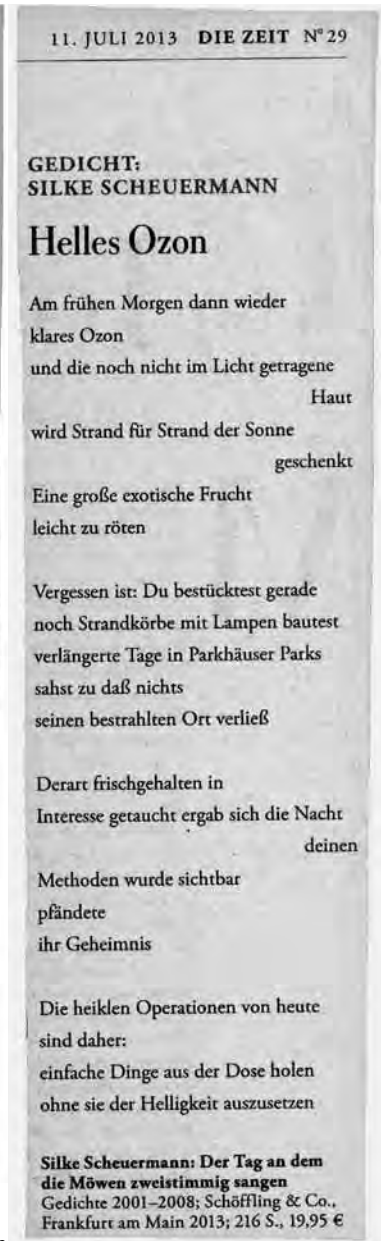 11. JULI 2013 DIE ZEIT N° 29
GEDICHT:
SILKE SCHEUERMANN
Helles Ozon
Am frühen Morgen dann wieder
klares Ozon
und die noch nicht im Licht getragene
Haut
wird Strand für Strand der Sonne
geschenkt
Eine große exotische Frucht
leicht zu röten
Vergessen ist: Du bestücktest gerade
noch Strandkörbe mit Lampen bautest
verlängerte Tage in Parkhäuser Parks
sahst zu daß nichts
seinen bestrahlten Ort verließ
Derart frischgehalten in
Interesse getaucht ergab sich die Nacht
deinen
Methoden wurde sichtbar
pfändete
ihr Geheimnis
Die heiklen Operationen von heute
sind daher:
einfache Dinge aus der Dose holen
ohne sie der Helligkeit auszusetzen
Silke Scheuermann: Der Tag an dem
die Möwen zweistimmig sangen
Gedichte 2001–2008; Schöffling & Co.,
Frankfurt am Main 2013; 216 S., 19,95 €